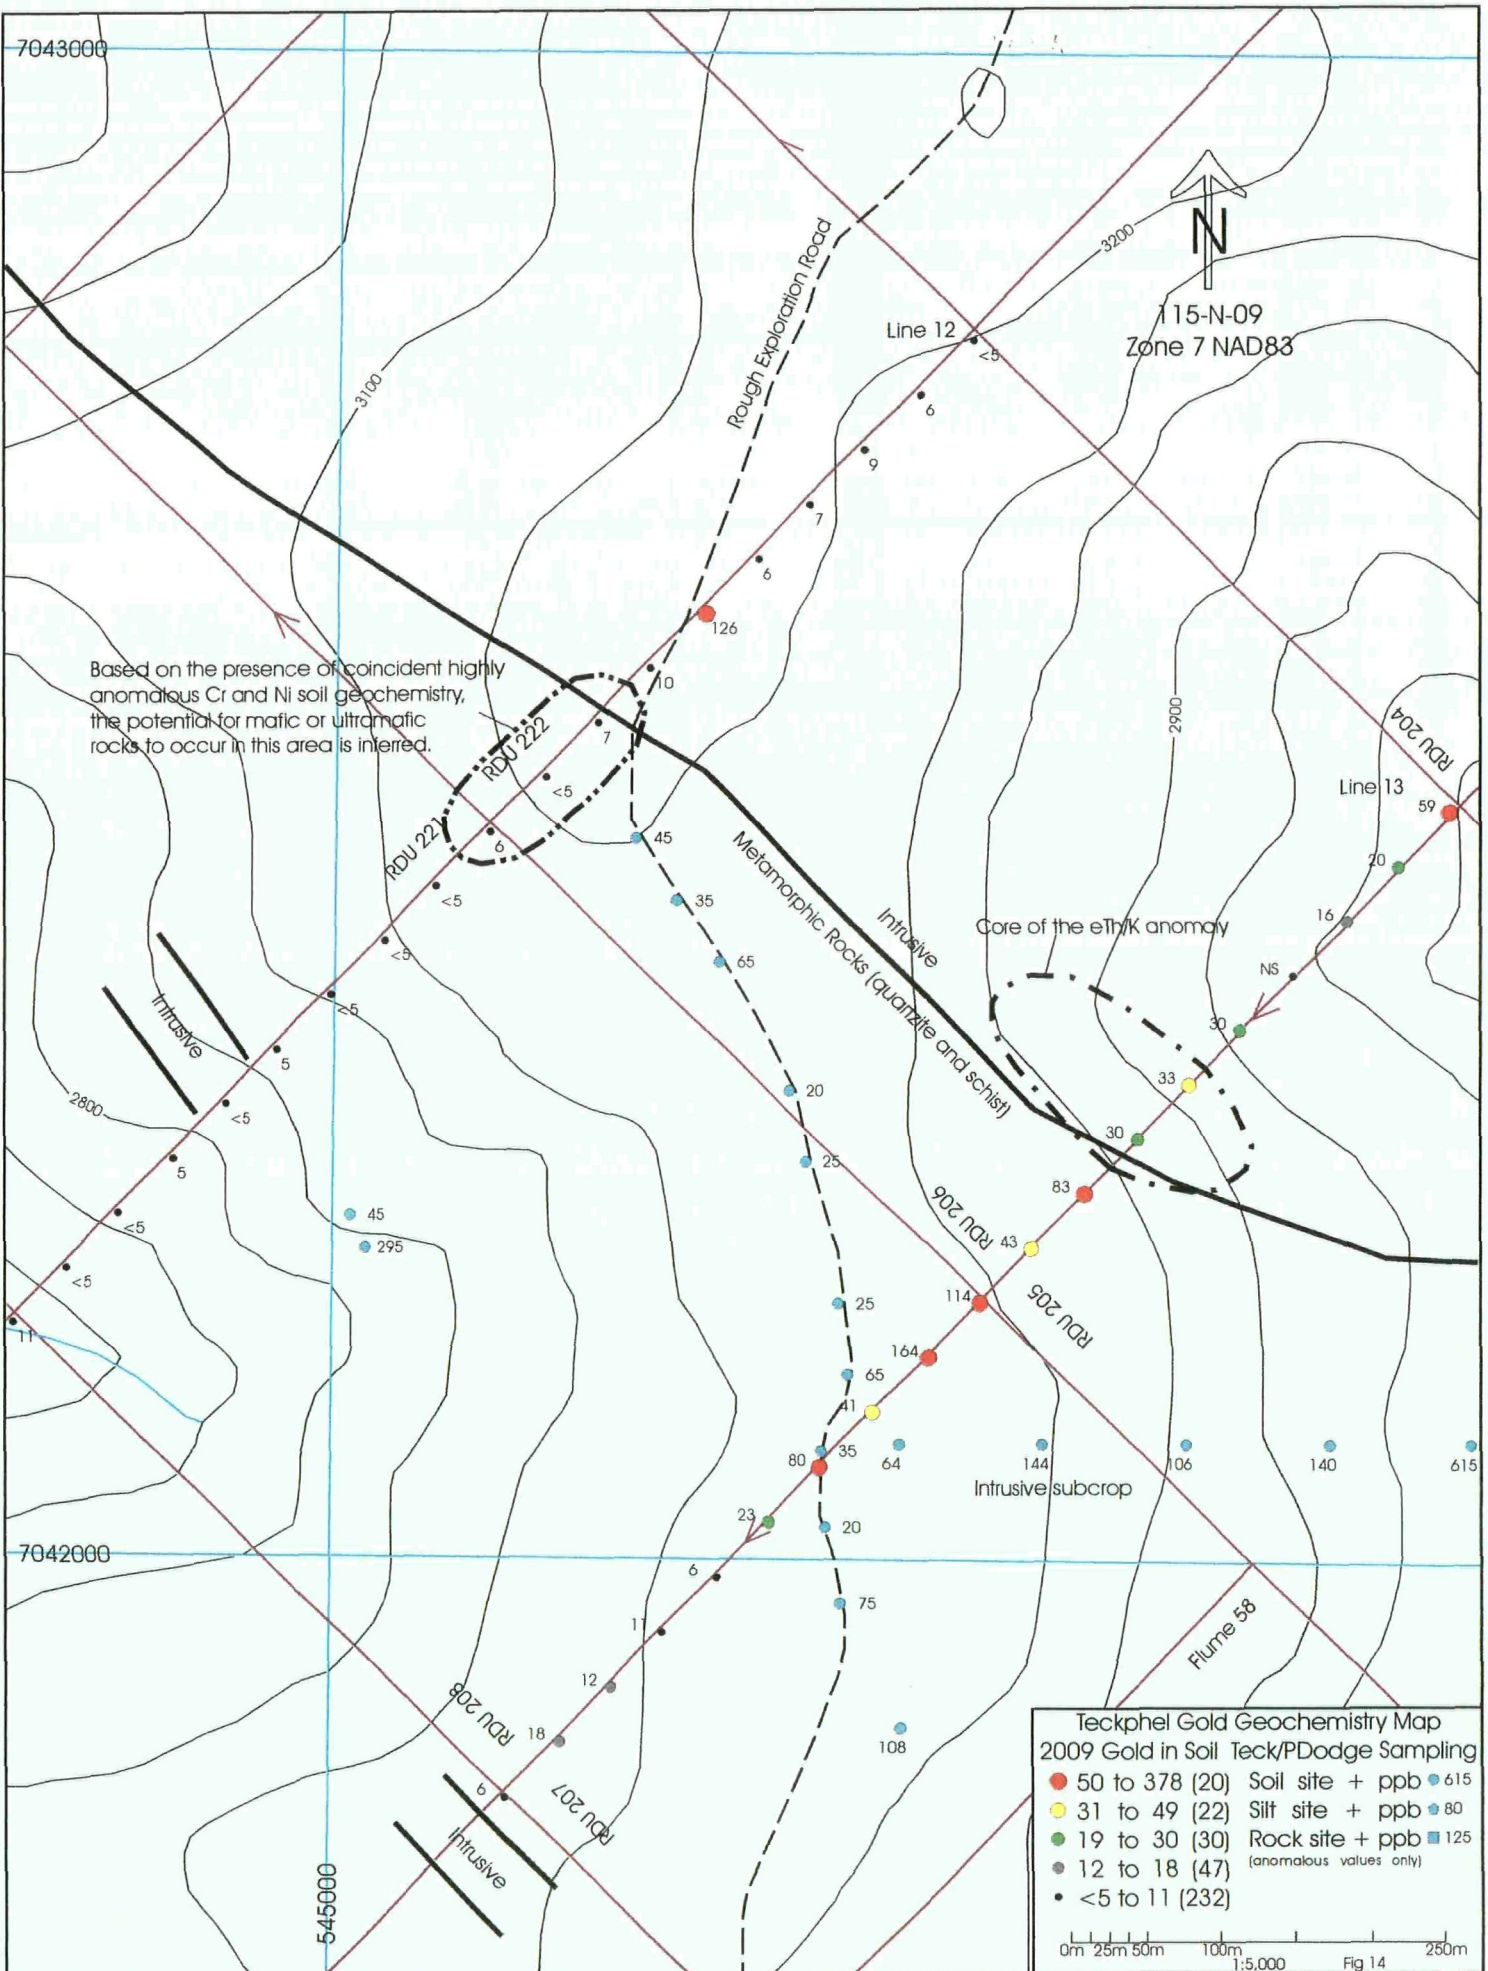 7043000
3200
N
115-N-09
Zone 7 NAD83
Rough Exploration Road
Line 12
<5
6
9
7
6
126
10
7
<5
6
<5
<5
<5
5
<5
5
<5
<5
11
3100
Based on the presence of coincident highly
anomalous Cr and Ni soil geochemistry,
the potential for mafic or ultramafic
rocks to occur in this area is inferred.
RDU 222
RDU 221
2900
RDU 204
Line 13
59
20
16
NS
30
33
30
83
43
114
164
41
80
23
6
11
12
18
6
Metamorphic Rocks (quartzite and schist)
Intrusive
Core of the eTh/K anomaly
45
35
65
20
25
25
65
35
20
75
Intrusive
2800
45
295
RDU 206
RDU 205
64
144
106
140
615
Intrusive subcrop
7042000
108
Flume 58
RDU 208
RDU 207
Intrusive
545000
Teckphel Gold Geochemistry Map
2009 Gold in Soil Teck/PDodge Sampling
50 to 378 (20) Soil site + ppb 615
31 to 49 (22) Silt site + ppb 80
19 to 30 (30) Rock site + ppb 125
12 to 18 (47) (anomalous values only)
<5 to 11 (232)
0m 25m 50m 100m 250m
1:5,000 Fig 14